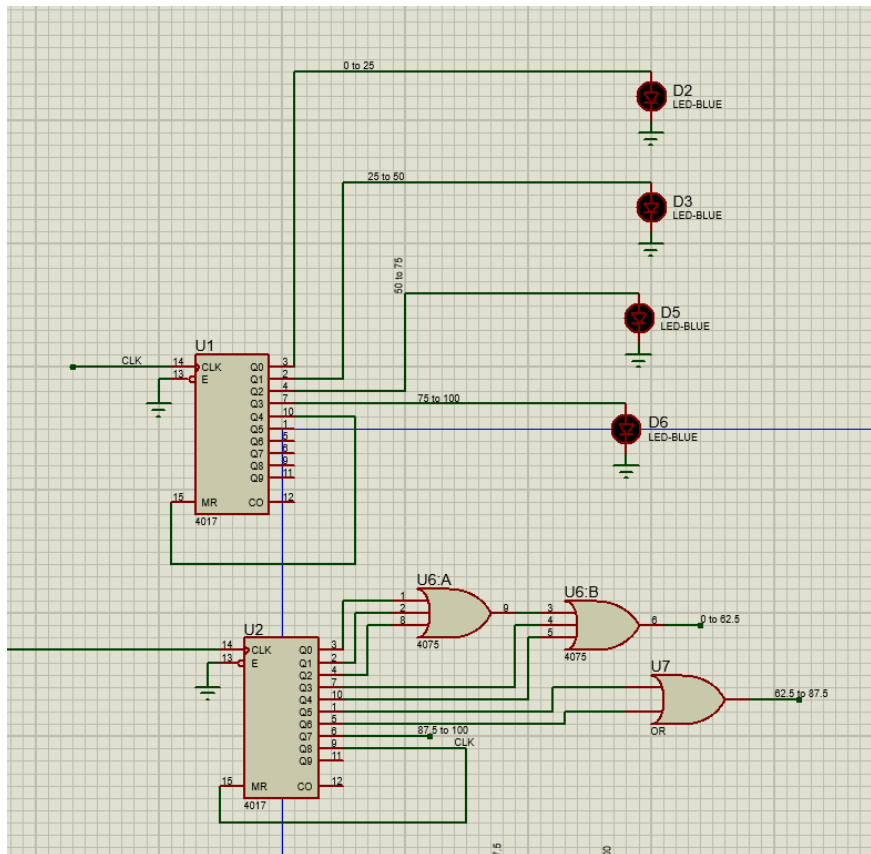 0 to 25
D2
LED-BLUE
25 to 50
D3
LED-BLUE
50 to 75
D5
LED-BLUE
U1
CLK
14 CLK Q0 3
13 E Q1 2
Q2 4
Q3 7
Q4 10
Q5 1
Q6 5
Q7 6
Q8 9
Q9 11
15 MR CO 12
4017
75 to 100
D6
LED-BLUE
U6:A
1
2
8
9
4075
U6:B
3
4
5
6
4075
0 to 62.5
U2
14 CLK Q0 3
13 E Q1 2
Q2 4
Q3 7
Q4 10
Q5 1
Q6 5
Q7 6
Q8 9
Q9 11
15 MR CO 12
4017
U7
OR
62.5 to 87.5
87.5 to 100
CLK